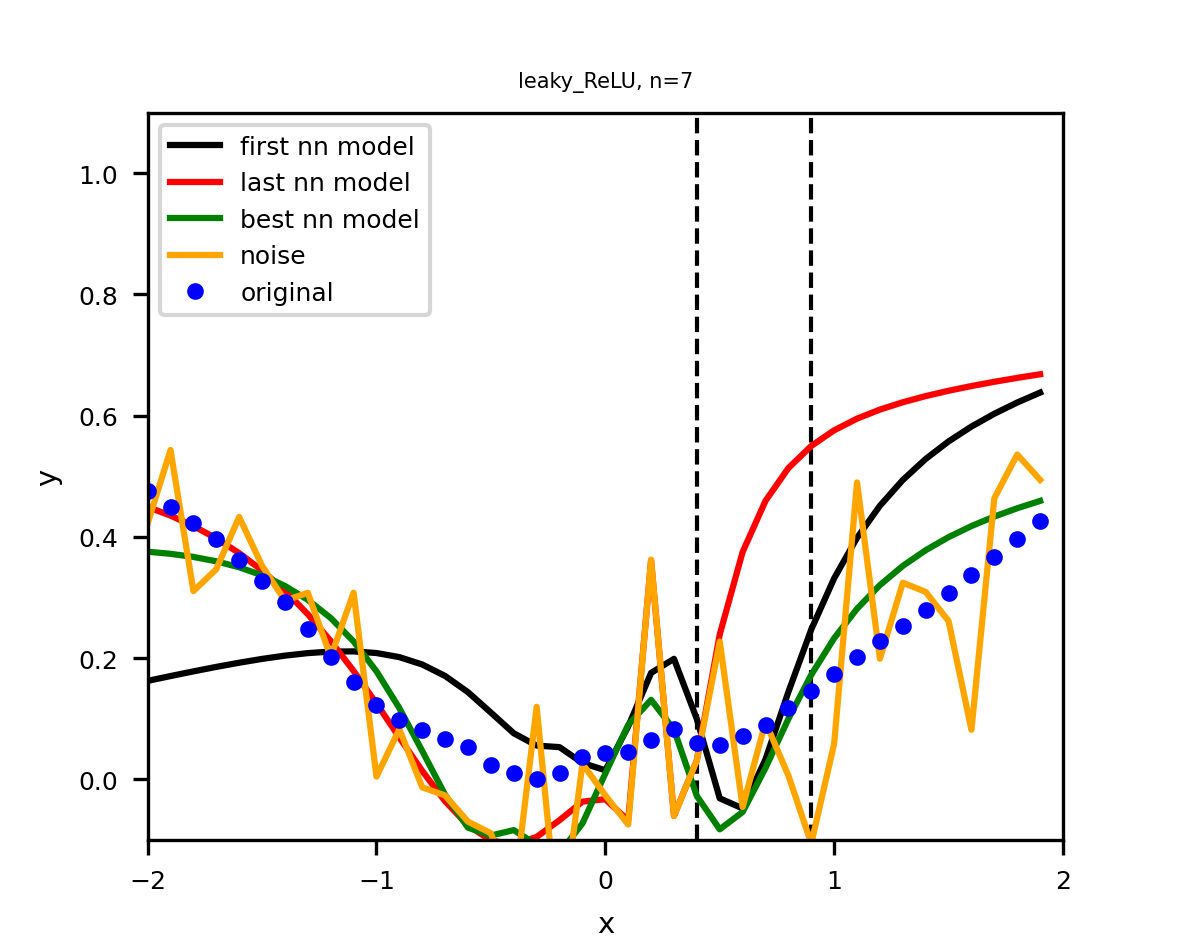 leaky_ReLU, n=7
first nn model
last nn model
best nn model
noise
original
1.0
0.8
0.6
0.4
0.2
0.0
y
−2
−1
0
1
2
x